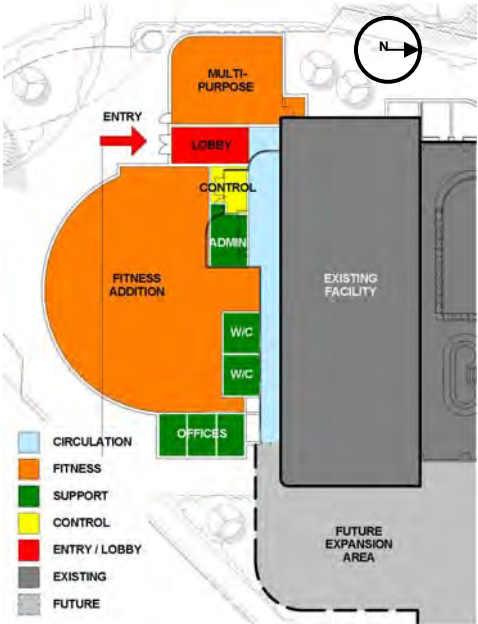 N
MULTI-
PURPOSE
ENTRY
LOBBY
CONTROL
ADMIN
FITNESS
ADDITION
EXISTING
FACILITY
W/C
W/C
OFFICES
CIRCULATION
FITNESS
SUPPORT
CONTROL
ENTRY / LOBBY
EXISTING
FUTURE
FUTURE
EXPANSION
AREA